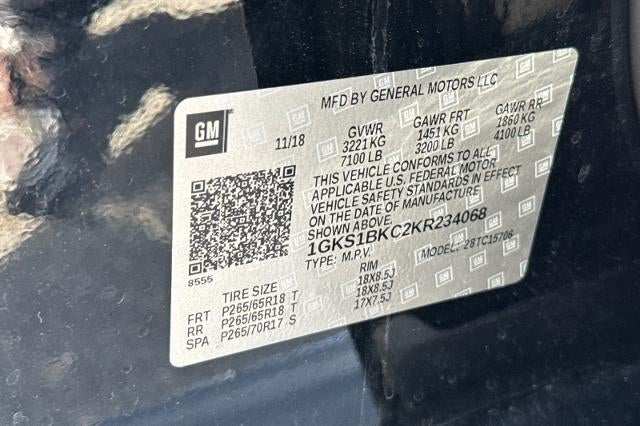 MFD BY GENERAL MOTORS LLC
GM
11/18 GVWR GAWR FRT GAWR RR
3221 KG 1451 KG 1860 KG
7100 LB 3200 LB 4100 LB
THIS VEHICLE CONFORMS TO ALL
APPLICABLE U.S. FEDERAL MOTOR
VEHICLE SAFETY STANDARDS IN EFFECT
ON THE DATE OF MANUFACTURE
SHOWN ABOVE.
1GKS1BKC2KR234068
TYPE: M.P.V. MODEL: 28TC15706
8555
TIRE SIZE RIM
FRT P265/65R18 T 18X8.5J
RR P265/65R18 T 18X8.5J
SPA P265/70R17 S 17X7.5J